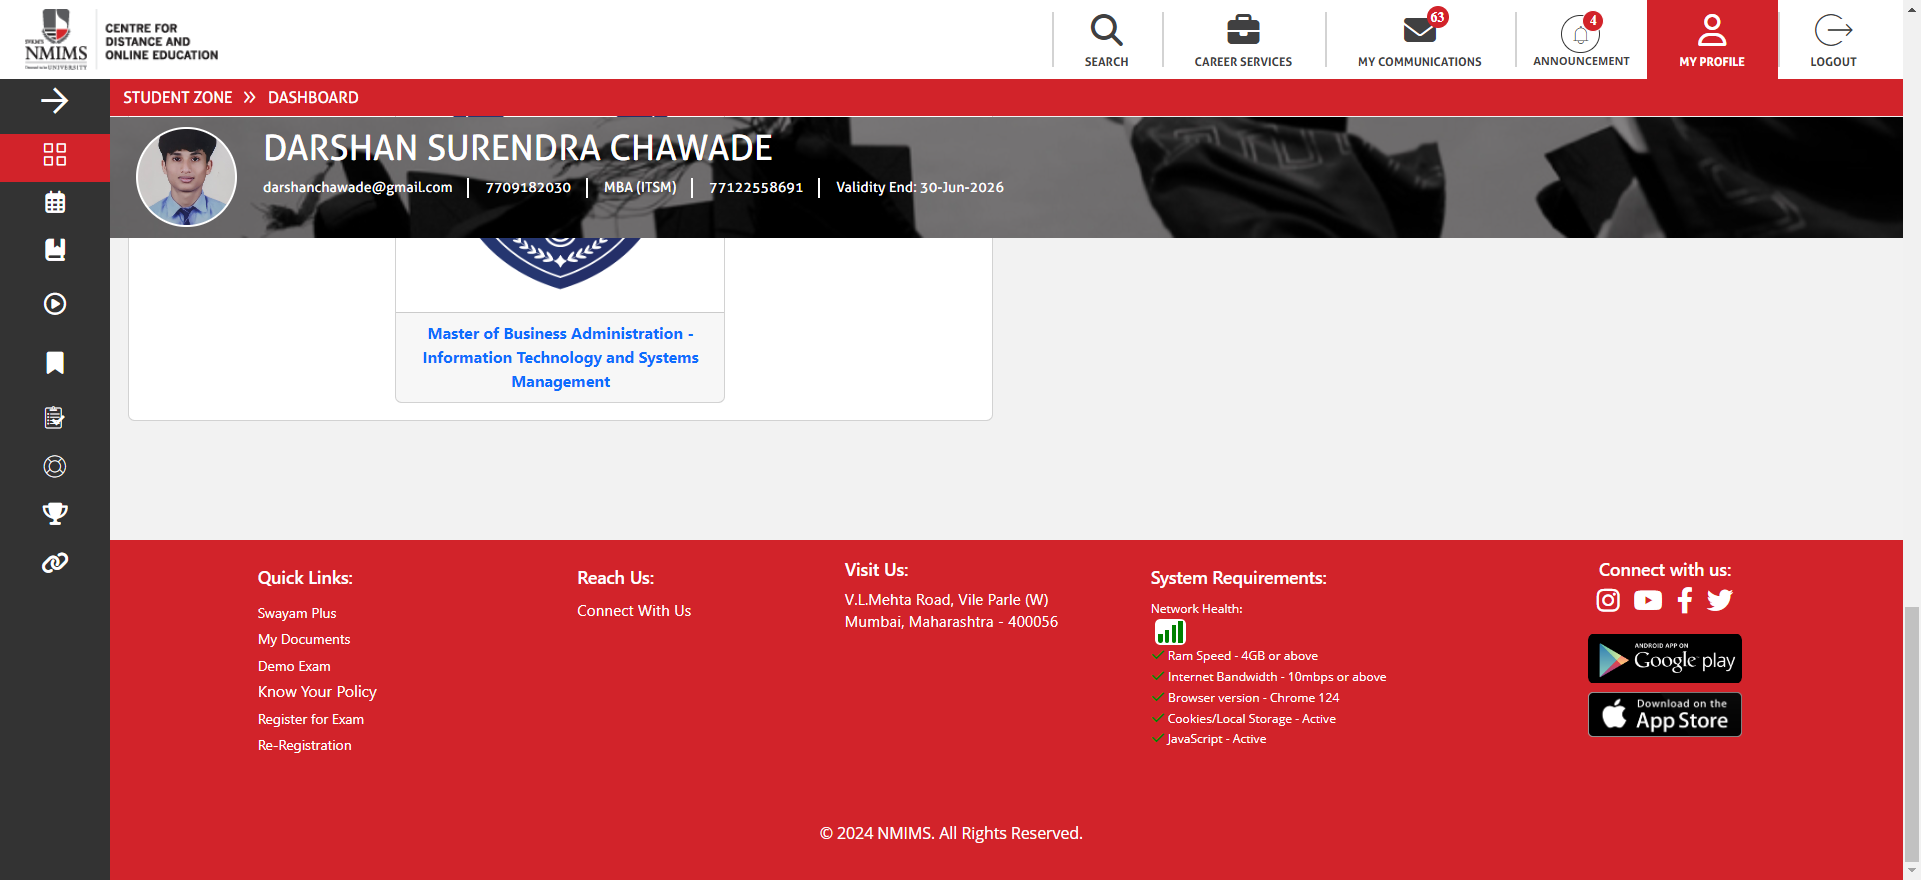 SVKM'S
NMIMS
CENTRE FOR
DISTANCE AND
ONLINE EDUCATION
SEARCH
CAREER SERVICES
63
MY COMMUNICATIONS
4
ANNOUNCEMENT
MY PROFILE
LOGOUT
STUDENT ZONE » DASHBOARD
DARSHAN SURENDRA CHAWADE
darshanchawade@gmail.com | 7709182030 | MBA (ITSM) | 77122558691 | Validity End: 30-Jun-2026
Master of Business Administration -
Information Technology and Systems
Management
Quick Links:
Swayam Plus
My Documents
Demo Exam
Know Your Policy
Register for Exam
Re-Registration
Reach Us:
Connect With Us
Visit Us:
V.L.Mehta Road, Vile Parle (W)
Mumbai, Maharashtra - 400056
System Requirements:
Network Health:
Ram Speed - 4GB or above
Internet Bandwidth - 10mbps or above
Browser version - Chrome 124
Cookies/Local Storage - Active
JavaScript - Active
Connect with us:
ANDROID APP ON
Google play
Download on the
App Store
© 2024 NMIMS. All Rights Reserved.